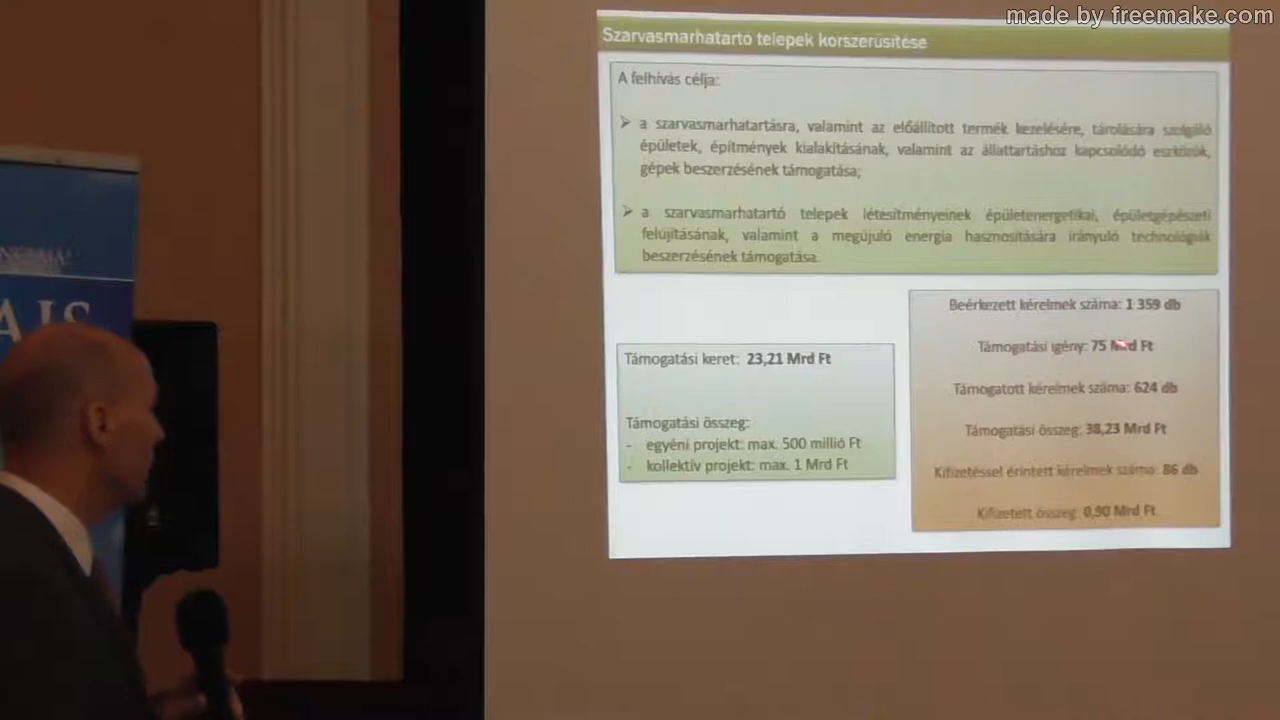 made by freemake.com
Szarvasmarhatartó telepek korszerűsítése
A felhívás célja:
➢ a szarvasmarhatartásra, valamint az előállított termék kezelésére, tárolására szolgáló
épületek, építmények kialakításának, valamint az állattartáshoz kapcsolódó eszközök,
gépek beszerzésének támogatása;
➢ a szarvasmarhatartó telepek létesítményeinek épületenergetikai, épületgépészeti
felújításának, valamint a megújuló energia hasznosítására irányuló technológiák
beszerzésének támogatása.
Támogatási keret: 23,21 Mrd Ft
Támogatási összeg:
- egyéni projekt: max. 500 millió Ft
- kollektív projekt: max. 1 Mrd Ft
Beérkezett kérelmek száma: 1 359 db
Támogatási igény: 75 Mrd Ft
Támogatott kérelmek száma: 624 db
Támogatási összeg: 38,23 Mrd Ft
Kifizetéssel érintett kérelmek száma: 86 db
Kifizetett összeg: 0,90 Mrd Ft